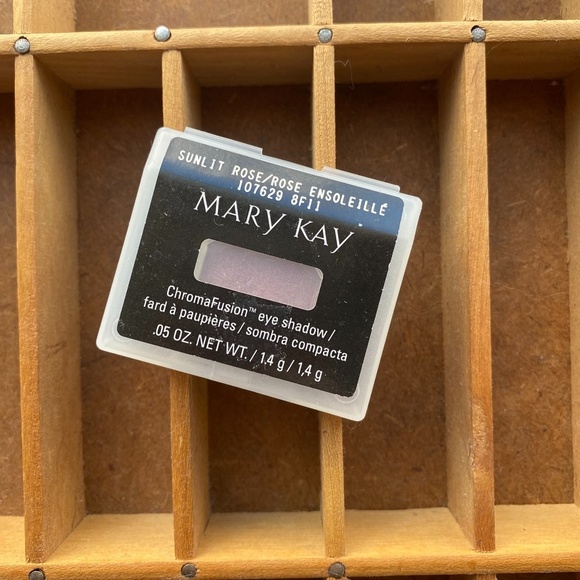 SUNLIT ROSE/ROSE ENSOLEILLÉ
107629 8F11
MARY KAY
ChromaFusion™ eye shadow /
fard à paupières / sombra compacta
.05 OZ. NET WT. / 1.4 g / 1,4 g